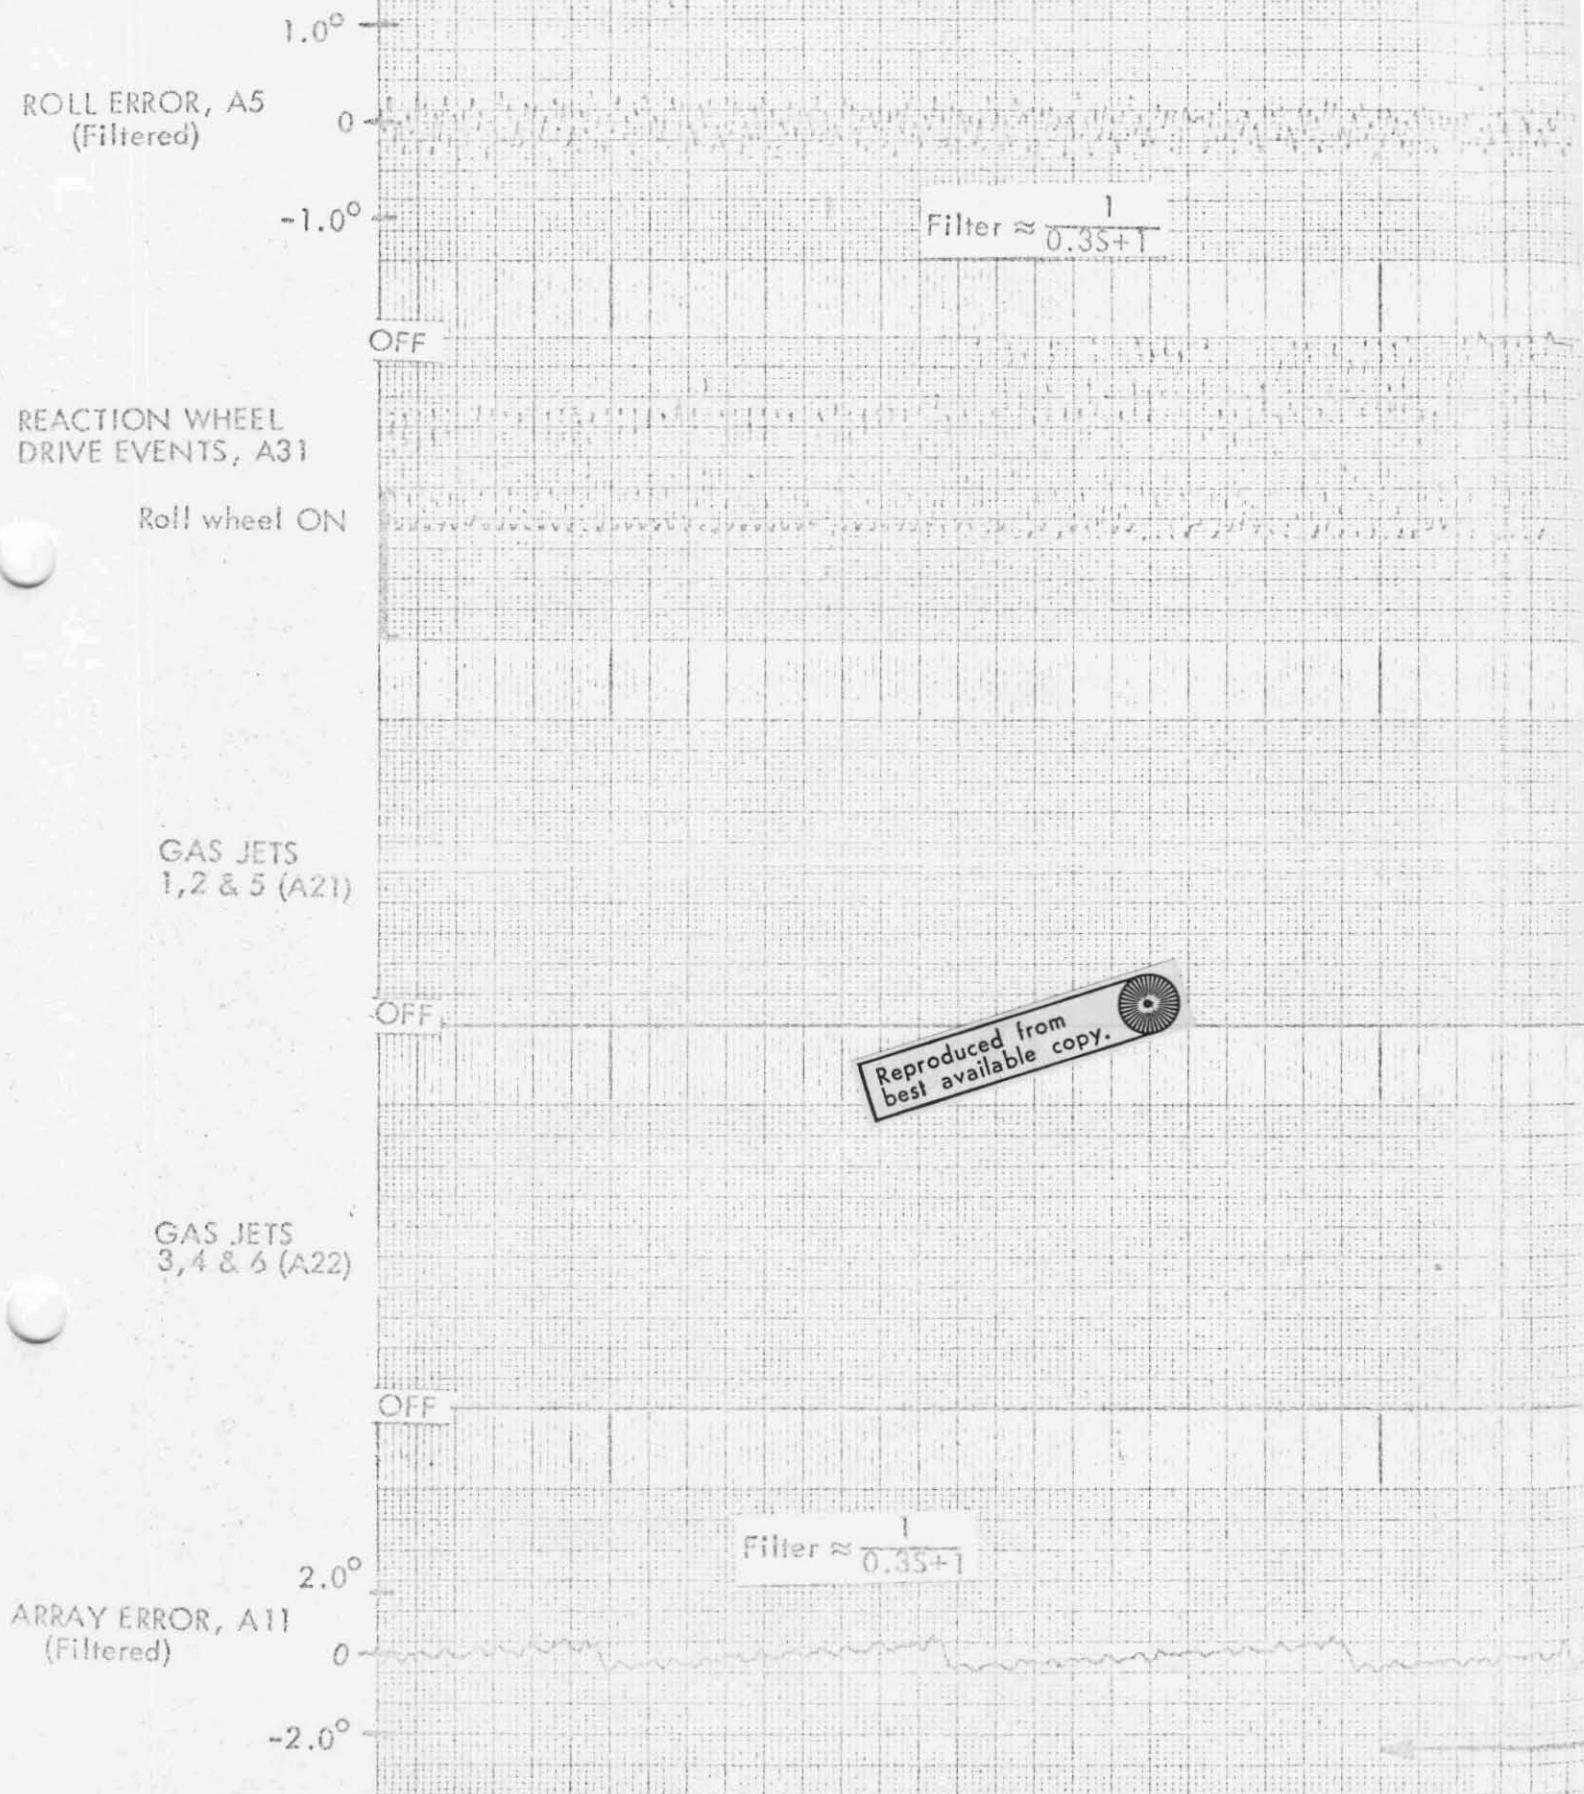 1.0°
ROLL ERROR, A5
(Filtered)
0
-1.0°
Filter ≈ 1
0.3S+1
OFF
REACTION WHEEL
DRIVE EVENTS, A31
Roll wheel ON
GAS JETS
1,2 & 5 (A21)
OFF
Reproduced from
best available copy.
GAS JETS
3,4 & 6 (A22)
OFF
Filter ≈ 1
0.3S+1
2.0°
ARRAY ERROR, A11
(Filtered)
0
-2.0°